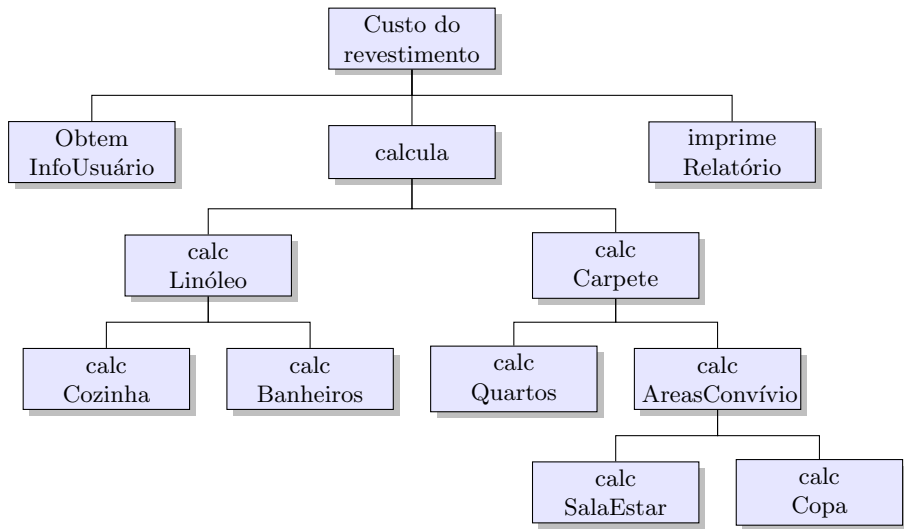 Custo do
revestimento
Obtem
InfoUsuário
calcula
imprime
Relatório
calc
Linóleo
calc
Carpete
calc
Cozinha
calc
Banheiros
calc
Quartos
calc
AreasConvívio
calc
SalaEstar
calc
Copa